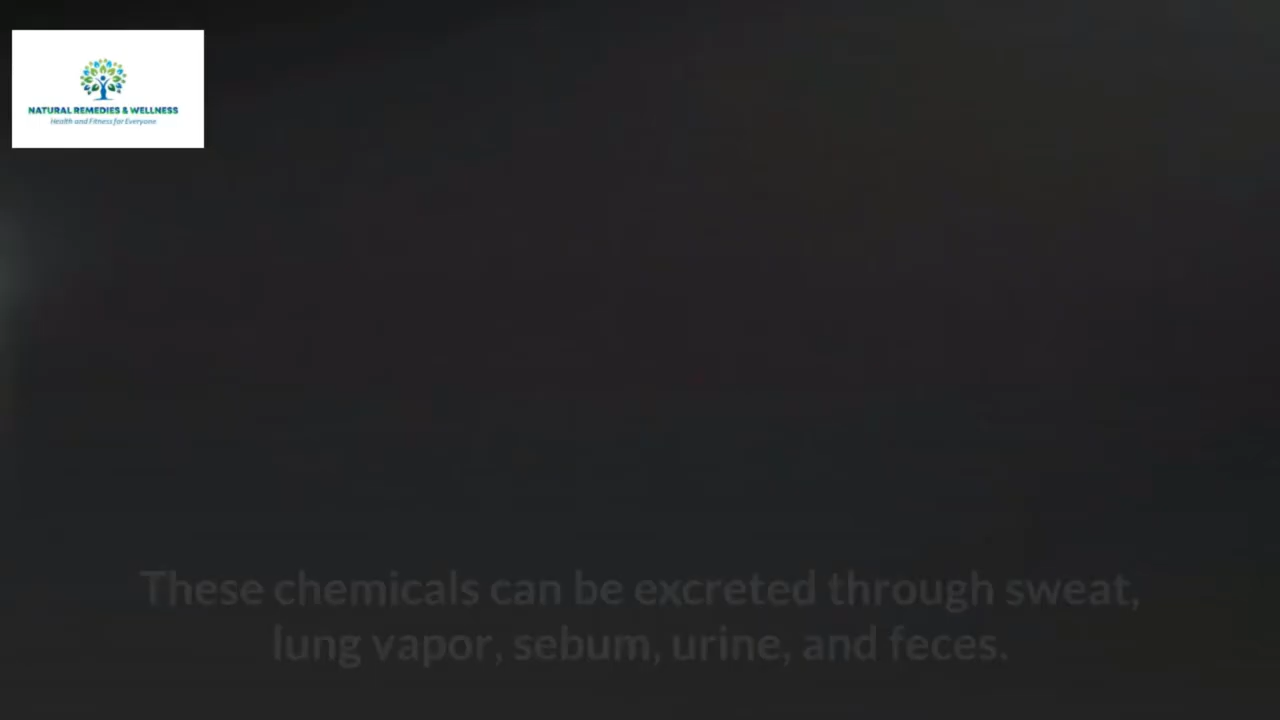 NATURAL REMEDIES & WELLNESS
Health and Fitness for Everyone
These chemicals can be excreted through sweat,
lung vapor, sebum, urine, and feces.